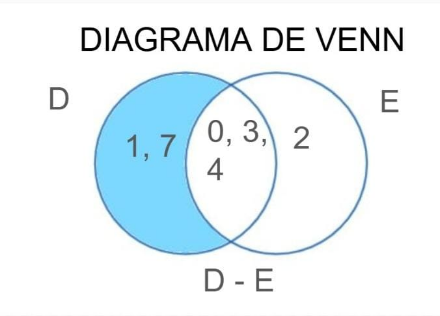 DIAGRAMA DE VENN
D
E
1, 7
0, 3,
4
2
D - E